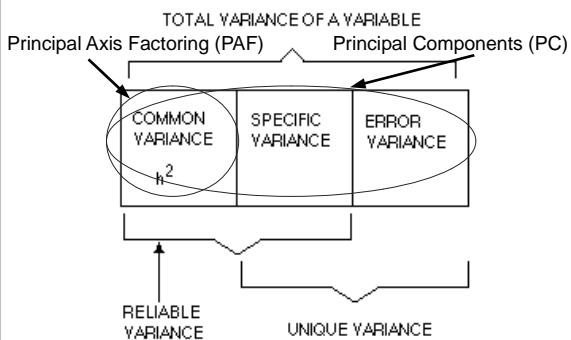 TOTAL VARIANCE OF A VARIABLE
Principal Axis Factoring (PAF) Principal Components (PC)
COMMON VARIANCE
SPECIFIC VARIANCE
ERROR VARIANCE
h²
RELIABLE VARIANCE
UNIQUE VARIANCE